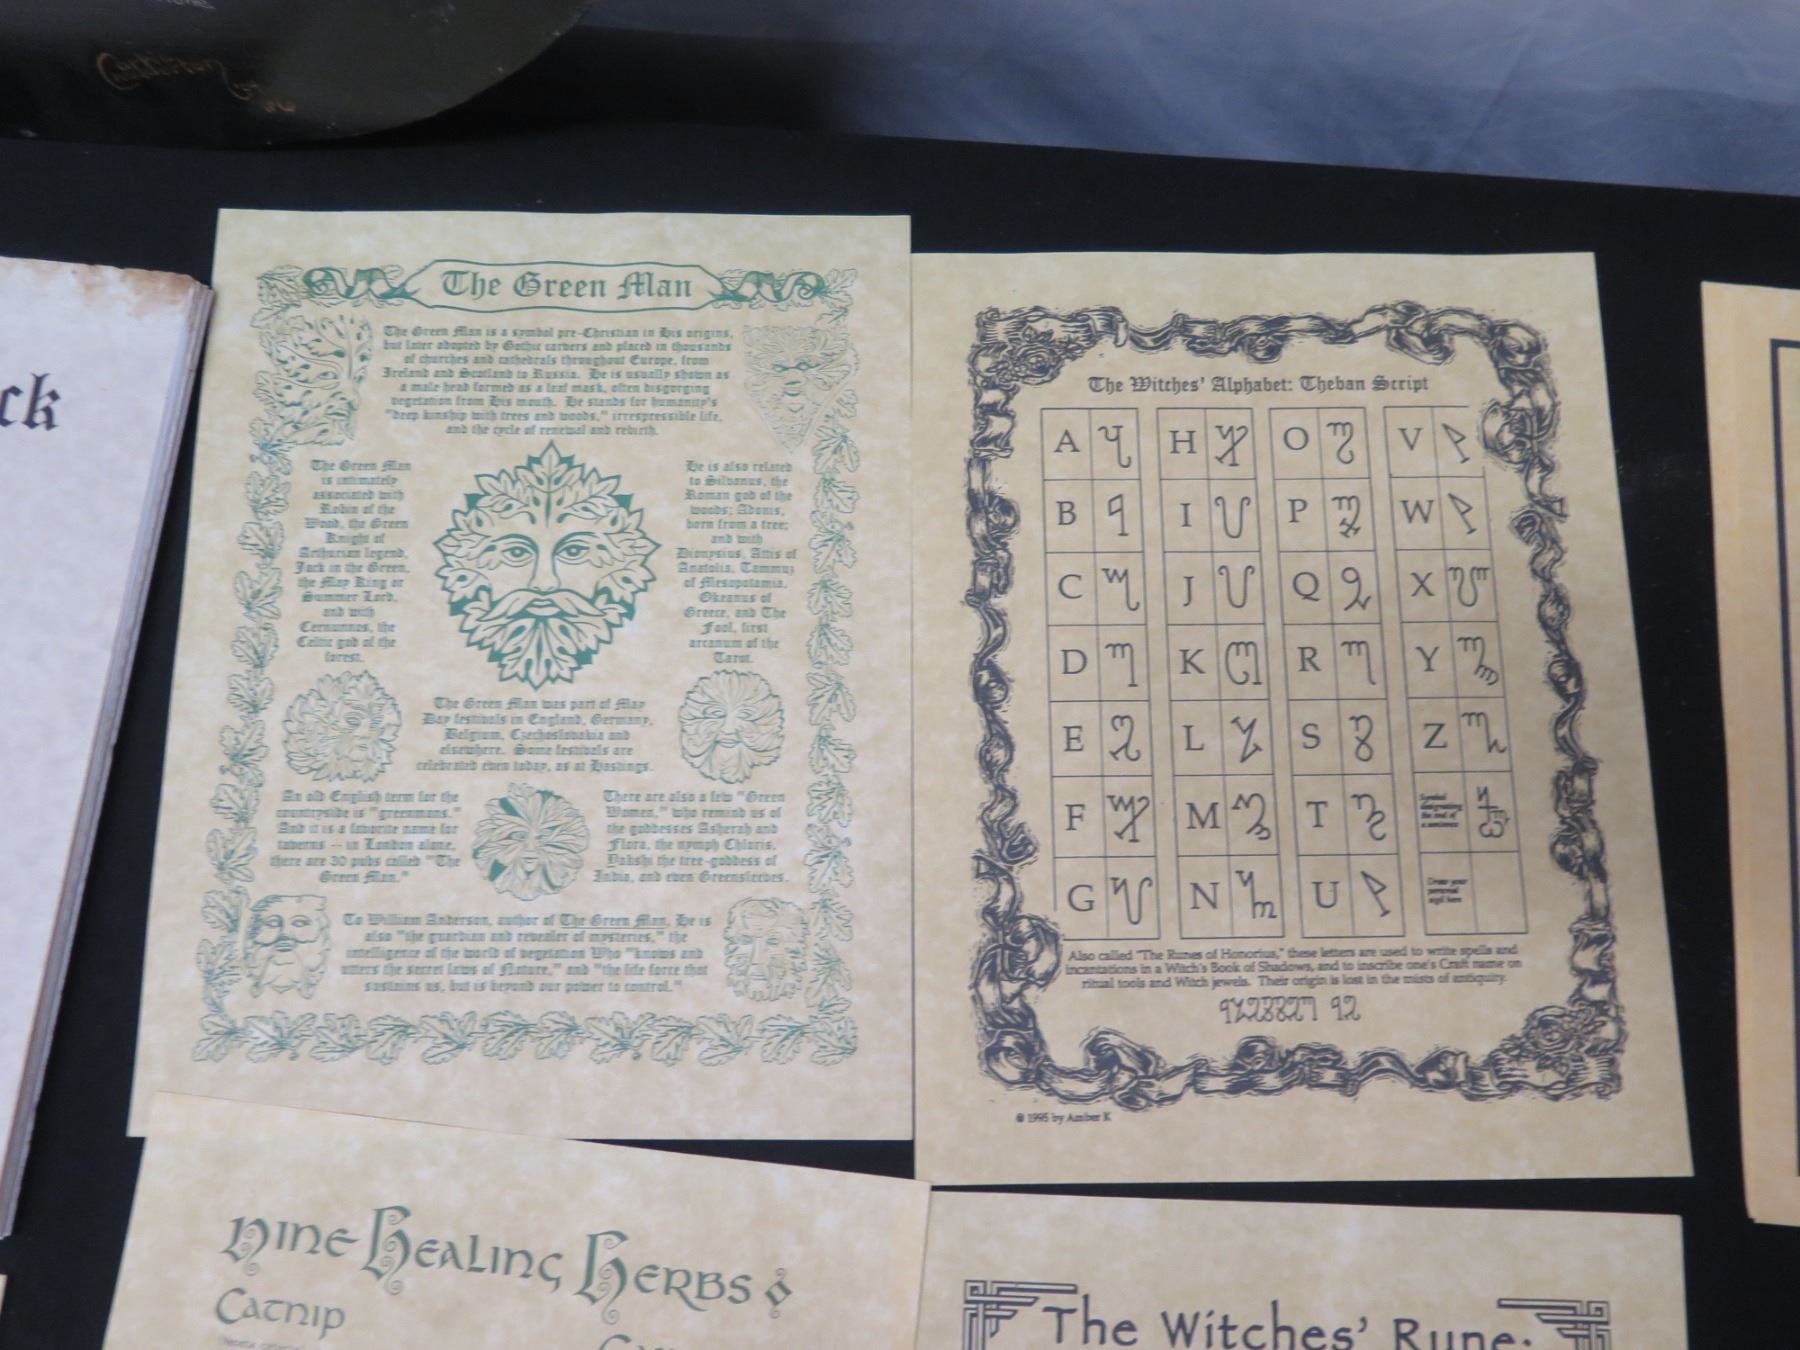 ck
The Green Man
The Green Man is a symbol pre-Christian in His origins,
but later adopted by Gothic carvers and placed in thousands
of churches and cathedrals throughout Europe, from
Ireland and Scotland to Russia. He is usually shown as
a male head formed as a leaf mask, often disgorging
vegetation from His mouth. He stands for humanity's
"deep kinship with trees and woods," irrespressible life,
and the cycle of renewal and rebirth.
The Green Man
is intimately
associated with
Robin of the
Wood, the Green
Knight of
Arthurian legend,
Jack in the Green,
the May King or
Summer Lord,
and with
Cernunnos, the
Celtic god of the
forest.
He is also related
to Silvanus, the
Roman god of the
woods; Adonis,
born from a tree;
and with
Dionysius, Attis of
Anatolia, Tammuz
of Mesopotamia,
Okeanus of
Greece, and The
Fool, first
arcanum of the
Tarot.
The Green Man was part of May
Day festivals in England, Germany,
Belgium, Czechoslovakia and
elsewhere. Some festivals are
celebrated even today, as at Hastings.
An old English term for the
countryside is "greenmans."
And it is a favorite name for
taverns -- in London alone,
there are 30 pubs called "The
Green Man."
There are also a few "Green
Women," who remind us of
the goddesses Asherah and
Flora, the nymph Chloris,
Yakshi the tree-goddess of
India, and even Greensleeves.
To William Anderson, author of The Green Man, He is
also "the guardian and revealer of mysteries," the
intelligence of the world of vegetation Who "knows and
utters the secret laws of Nature," and "the life force that
sustains us, but is beyond our power to control."
The Witches' Alphabet: Theban Script
A H O V
B I P W
C J Q X
D K R Y
E L S Z
F M T
Symbol
designating
the end of
a sentence
G N U
Draw your
personal
sigil here
Also called "The Runes of Honorius," these letters are used to write spells and
incantations in a Witch's Book of Shadows, and to inscribe one's Craft name on
ritual tools and Witch jewels. Their origin is lost in the mists of antiquity.
© 1995 by Amber K
Nine Healing Herbs
Catnip
The Witches' Rune: